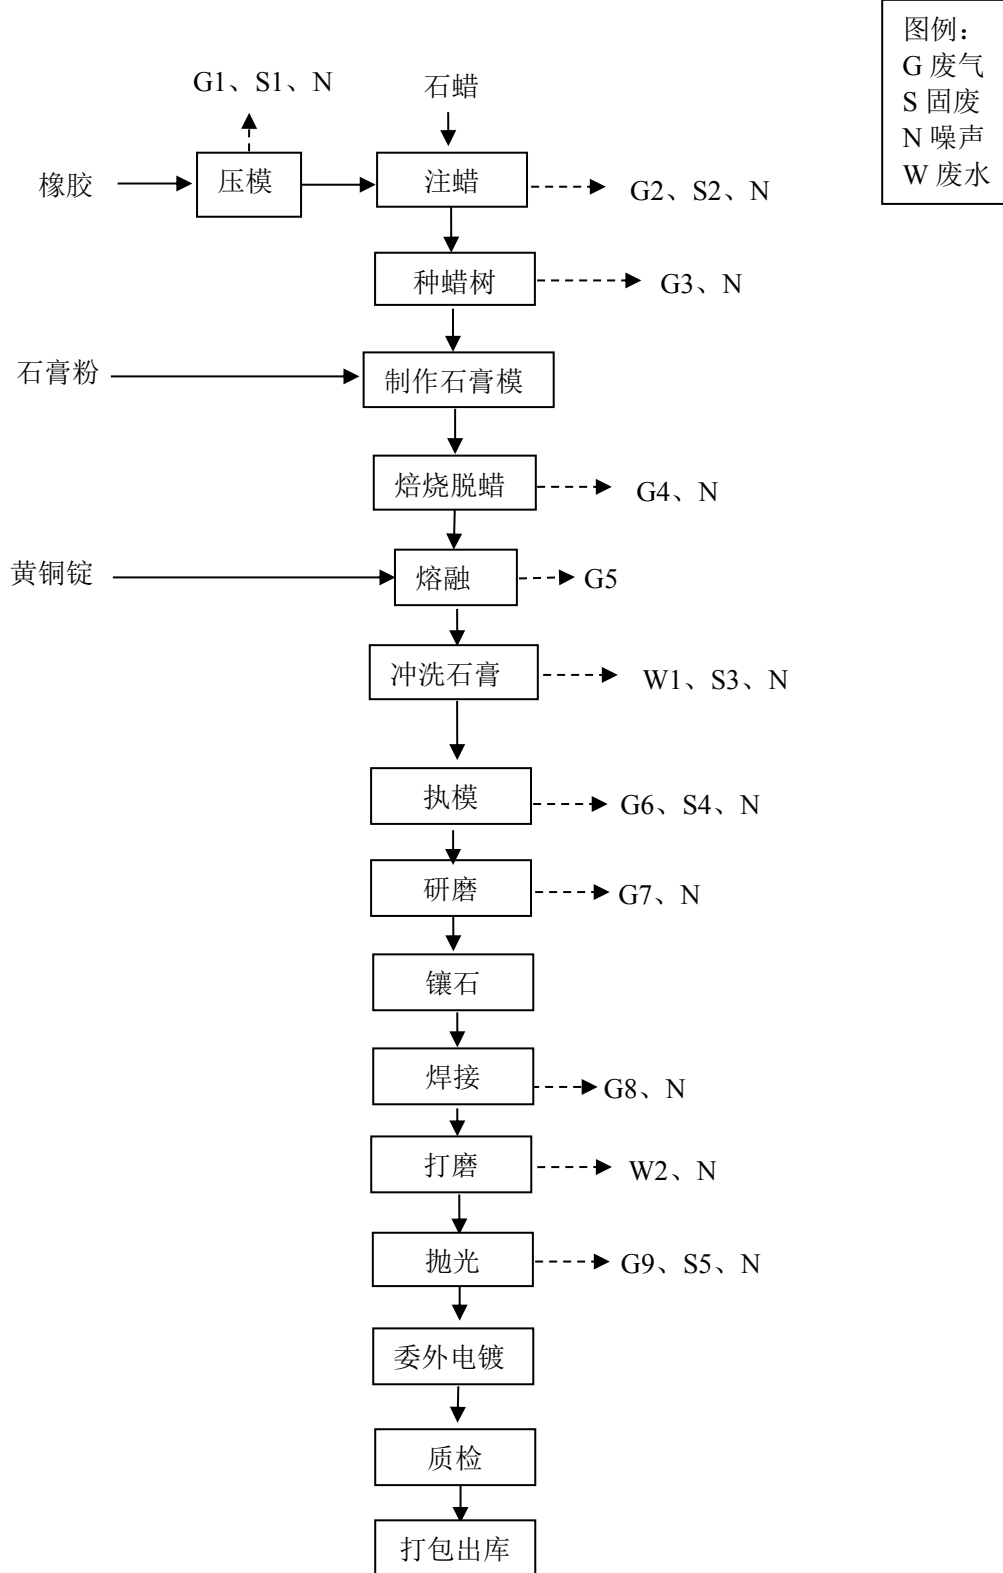 图例：
G 废气
S 固废
N 噪声
W 废水
G1、S1、N
石蜡
橡胶
压模
注蜡
G2、S2、N
种蜡树
G3、N
石膏粉
制作石膏模
焙烧脱蜡
G4、N
黄铜锭
熔融
G5
冲洗石膏
W1、S3、N
执模
G6、S4、N
研磨
G7、N
镶石
焊接
G8、N
打磨
W2、N
抛光
G9、S5、N
委外电镀
质检
打包出库